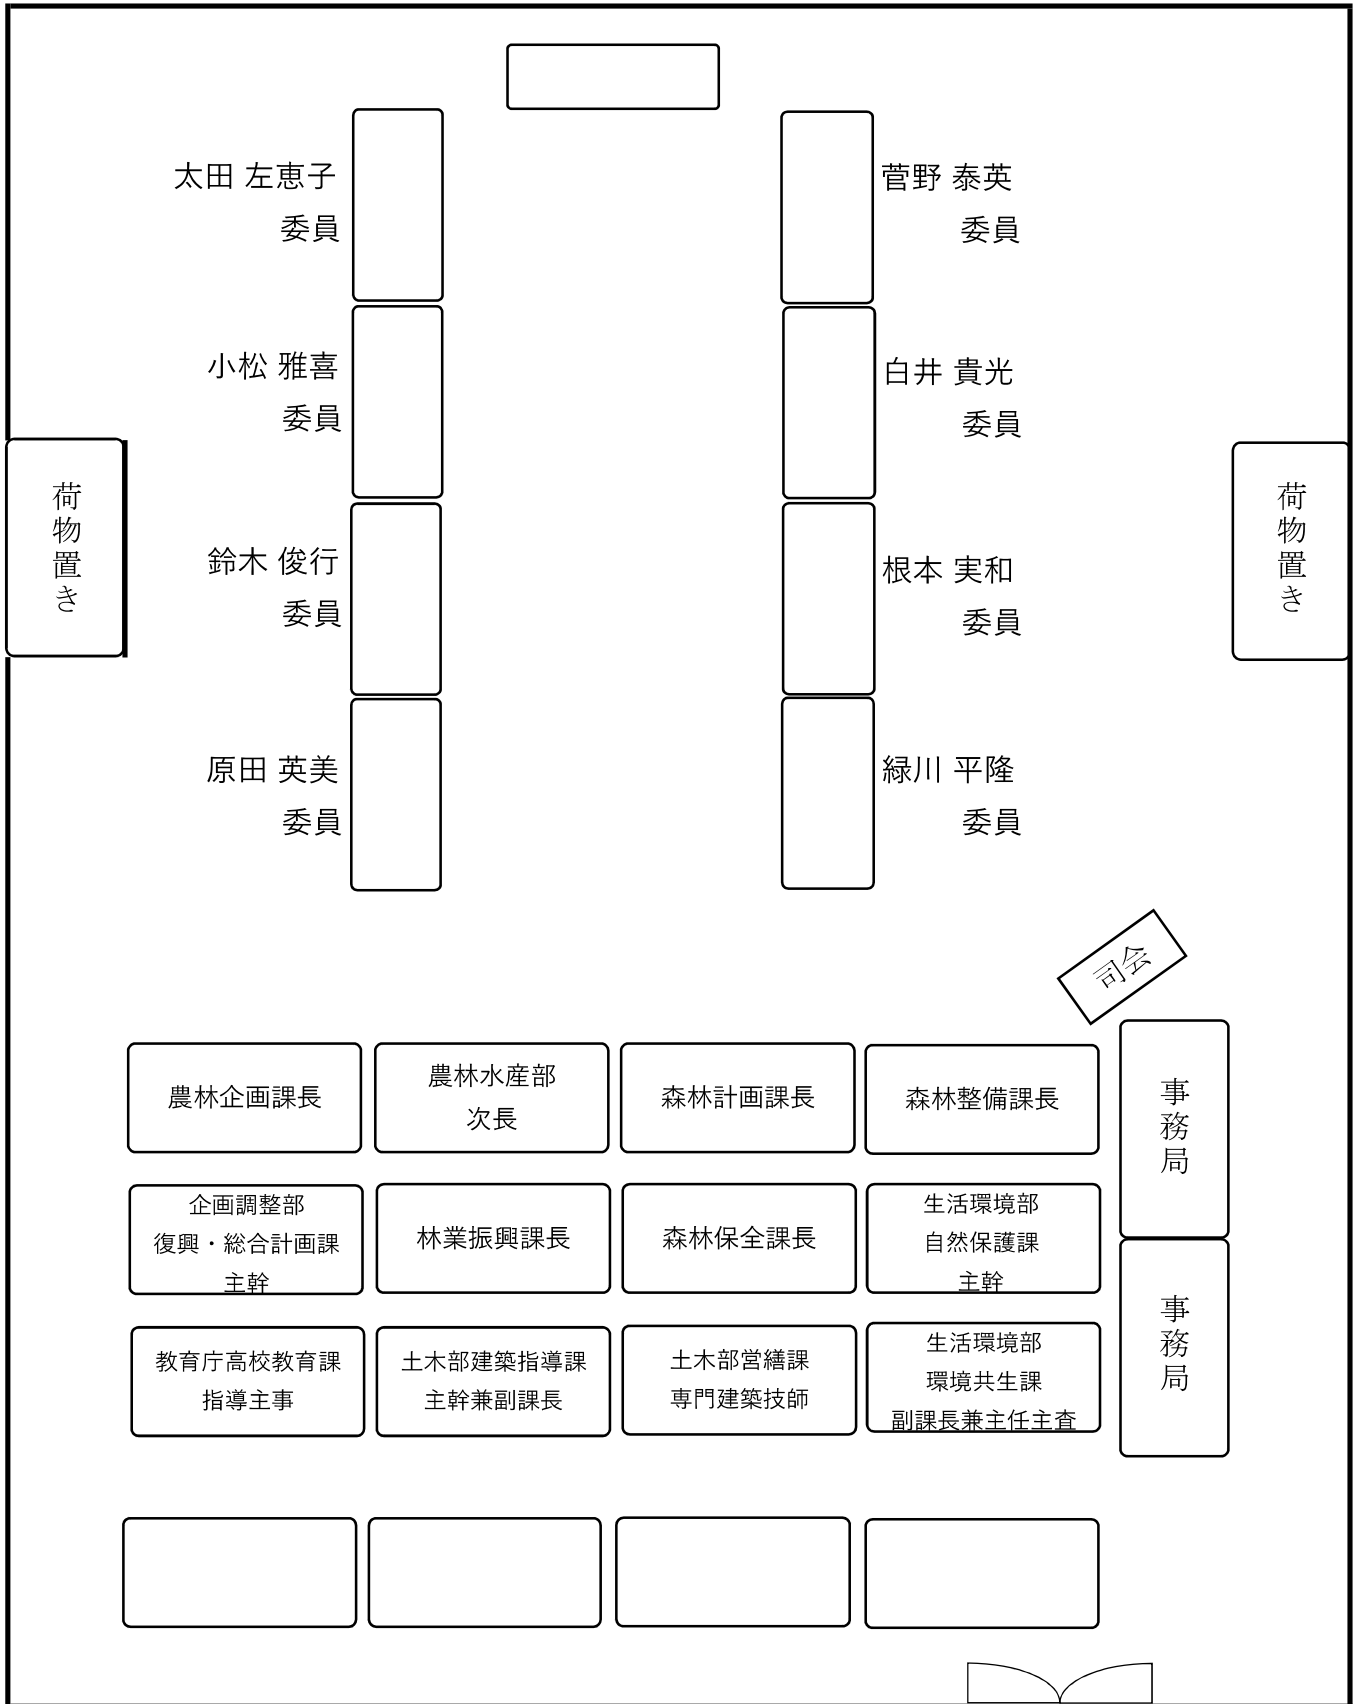 太田 左恵子
委員
菅野 泰英
委員
小松 雅喜
委員
白井 貴光
委員
荷物置き
荷物置き
鈴木 俊行
委員
根本 実和
委員
原田 英美
委員
緑川 平隆
委員
司会
農林企画課長
農林水産部
次長
森林計画課長
森林整備課長
事務局
企画調整部
復興・総合計画課
主幹
林業振興課長
森林保全課長
生活環境部
自然保護課
主幹
事務局
教育庁高校教育課
指導主事
土木部建築指導課
主幹兼副課長
土木部営繕課
専門建築技師
生活環境部
環境共生課
副課長兼主任主査